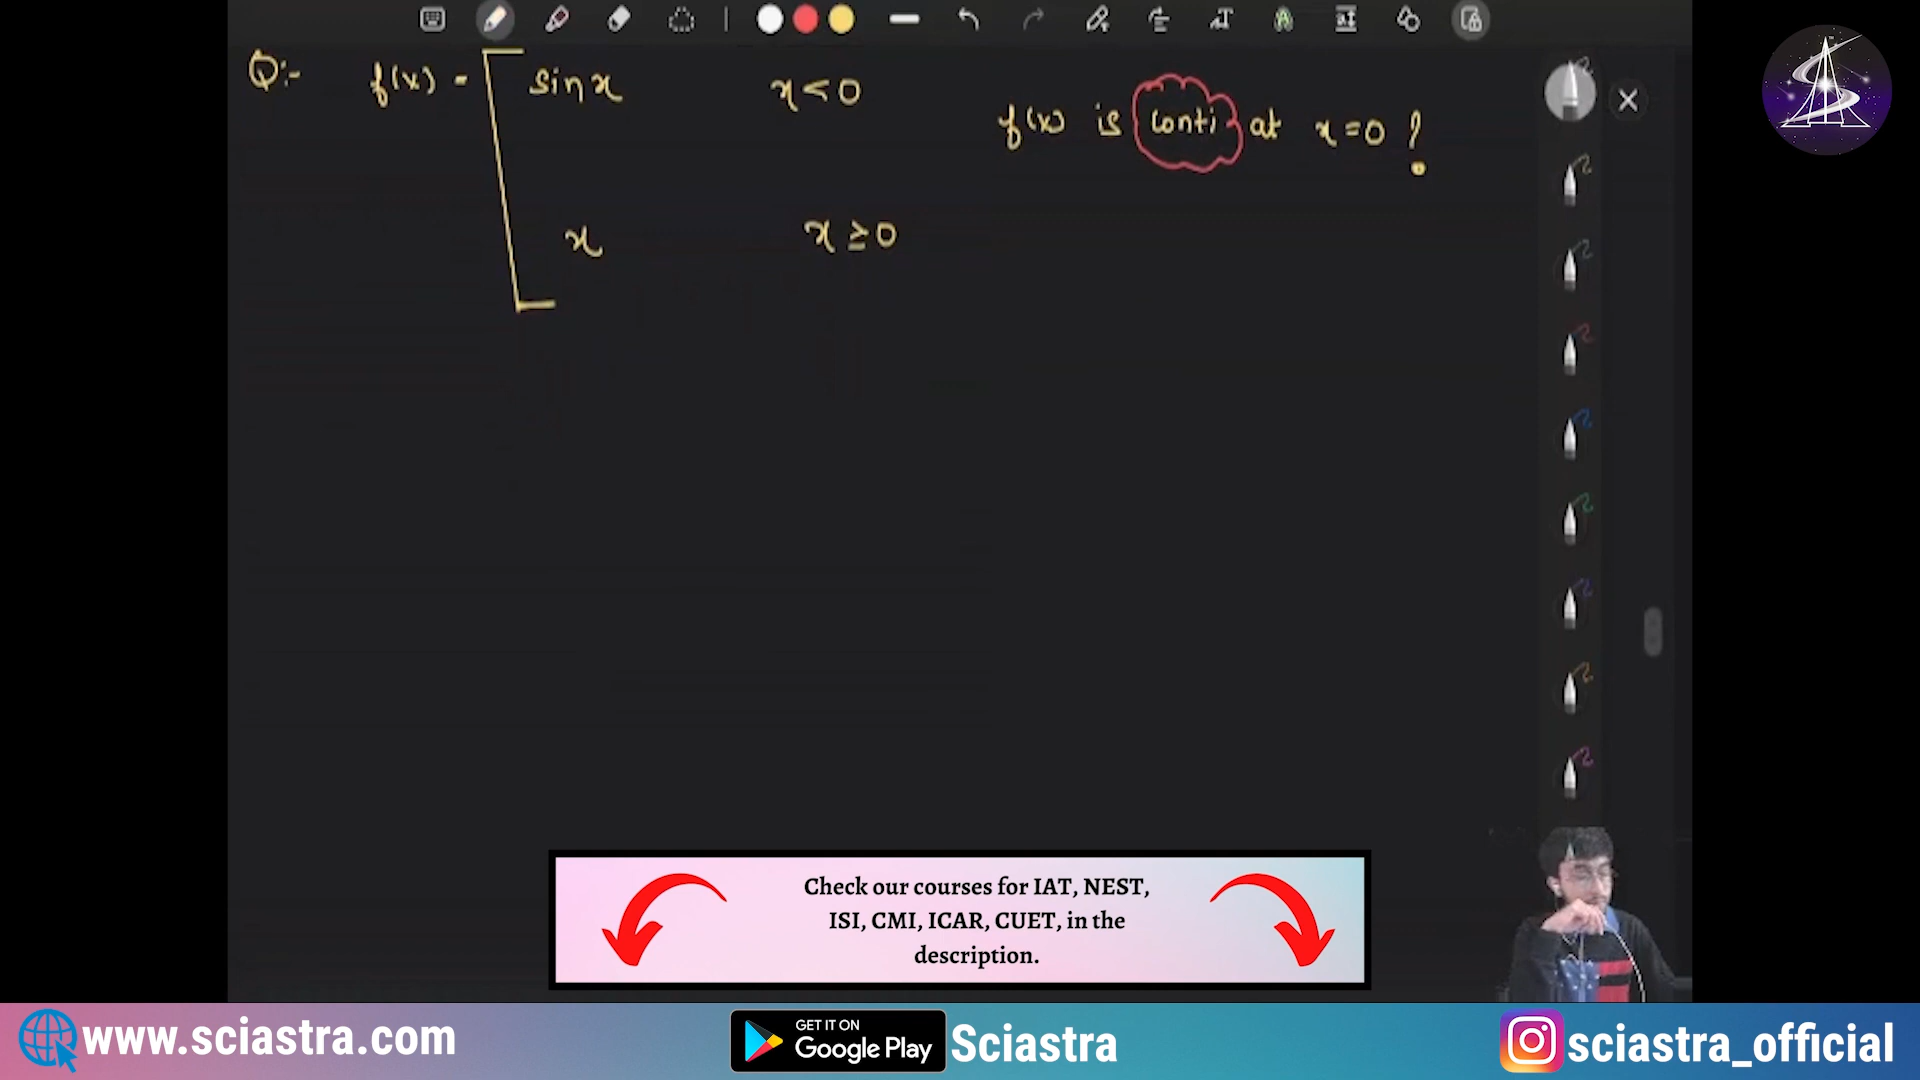 Q:- f(x) = sin x x < 0
f(x) is conti at x = 0 ?
x x ≥ 0
Check our courses for IAT, NEST,
ISI, CMI, ICAR, CUET, in the
description.
www.sciastra.com
GET IT ON
Google Play
Sciastra
sciastra_official